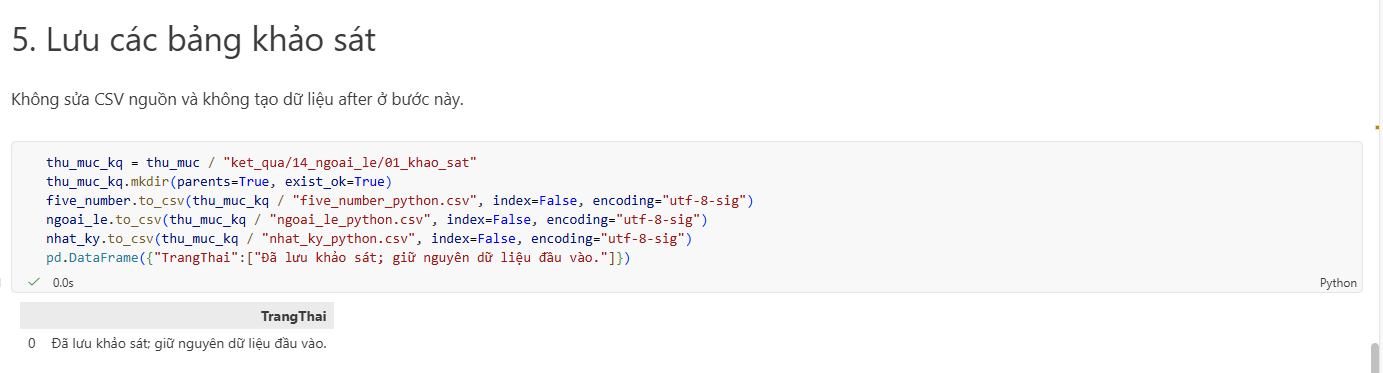 5. Lưu các bảng khảo sát
Không sửa CSV nguồn và không tạo dữ liệu after ở bước này.
thu_muc_kq = thu_muc / "ket_qua/14_ngoai_le/01_khao_sat"
thu_muc_kq.mkdir(parents=True, exist_ok=True)
five_number.to_csv(thu_muc_kq / "five_number_python.csv", index=False, encoding="utf-8-sig")
ngoai_le.to_csv(thu_muc_kq / "ngoai_le_python.csv", index=False, encoding="utf-8-sig")
nhat_ky.to_csv(thu_muc_kq / "nhat_ky_python.csv", index=False, encoding="utf-8-sig")
pd.DataFrame({"TrangThai":["Đã lưu khảo sát; giữ nguyên dữ liệu đầu vào."]})
0.0s Python
TrangThai
0 Đã lưu khảo sát; giữ nguyên dữ liệu đầu vào.